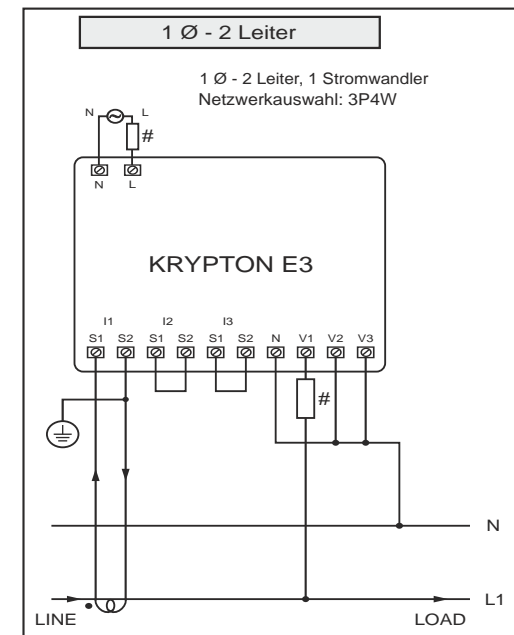 1 Ø - 2 Leiter
1 Ø - 2 Leiter, 1 Stromwandler
Netzwerkauswahl: 3P4W
N L
#
N L
KRYPTON E3
I1 I2 I3
S1 S2 S1 S2 S1 S2 N V1 V2 V3
#
N
L1
LINE LOAD